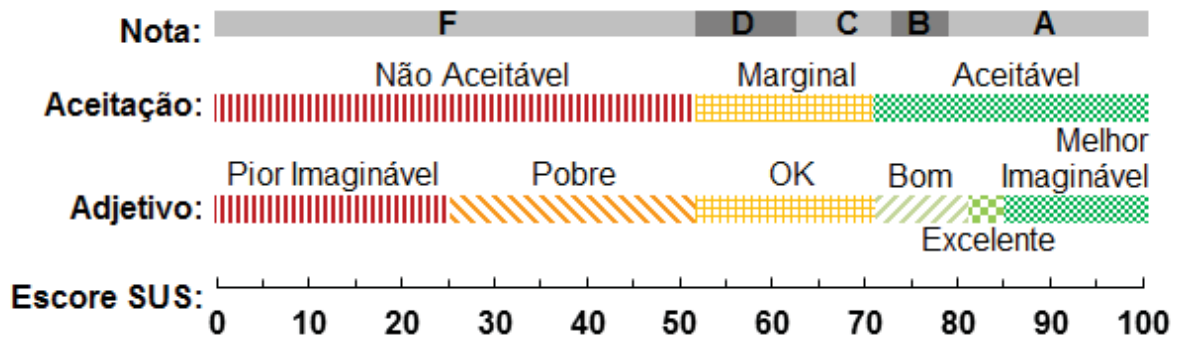 Nota: F D C B A
Não Aceitável Marginal Aceitável
Aceitação:
Melhor
Pior Imaginável Pobre OK Bom Imaginável
Adjetivo:
Excelente
Escore SUS:
0 10 20 30 40 50 60 70 80 90 100